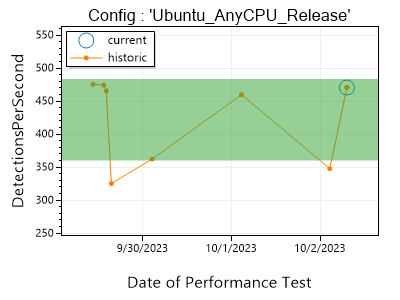 Config : 'Ubuntu_AnyCPU_Release'
current
historic
550
500
450
400
350
300
250
DetectionsPerSecond
9/30/2023
10/1/2023
10/2/2023
Date of Performance Test